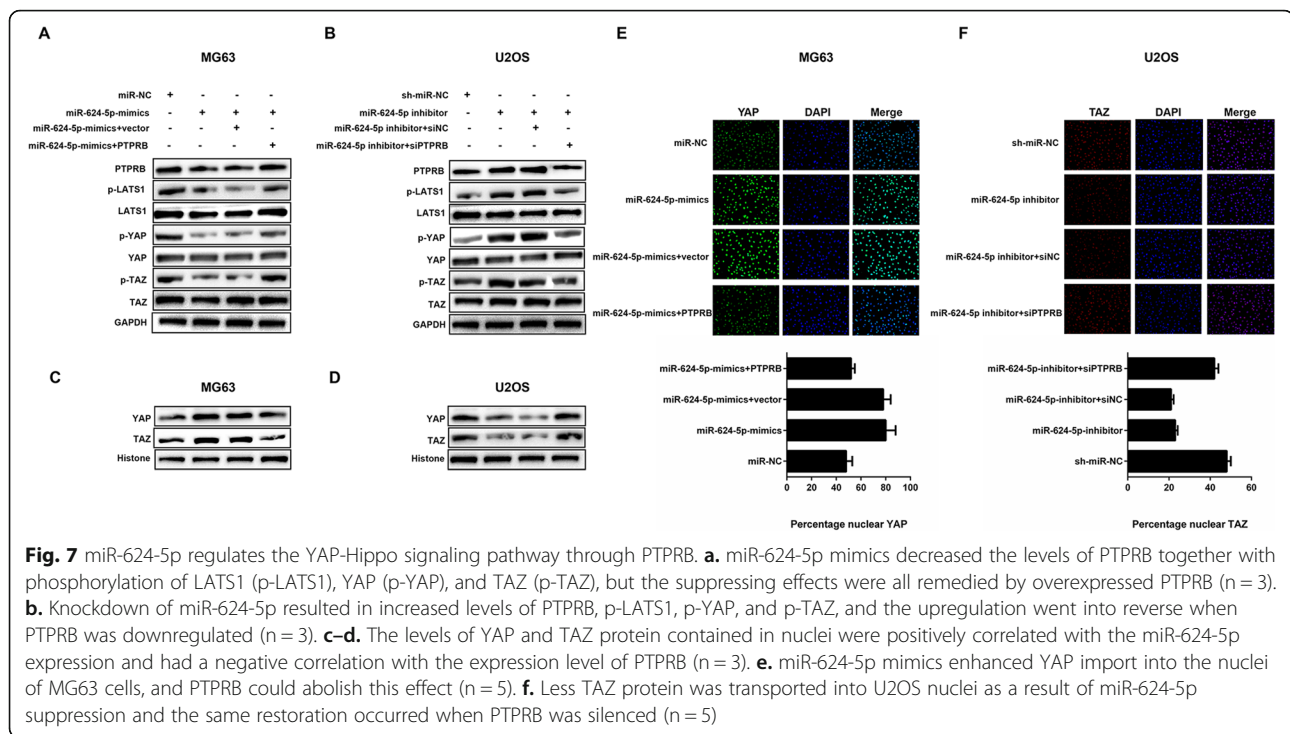 A
MG63
miR-NC + - - -
miR-624-5p-mimics - + + +
miR-624-5p-mimics+vector - - + -
miR-624-5p-mimics+PTPRB - - - +
PTPRB
p-LATS1
LATS1
p-YAP
YAP
p-TAZ
TAZ
GAPDH
B
U2OS
sh-miR-NC + - - -
miR-624-5p inhibitor - + + +
miR-624-5p inhibitor+siNC - - + -
miR-624-5p inhibitor+siPTPRB - - - +
PTPRB
p-LATS1
LATS1
p-YAP
YAP
p-TAZ
TAZ
GAPDH
C
MG63
YAP
TAZ
Histone
D
U2OS
YAP
TAZ
Histone
E
MG63
YAP DAPI Merge
miR-NC
miR-624-5p-mimics
miR-624-5p-mimics+vector
miR-624-5p-mimics+PTPRB
miR-624-5p-mimics+PTPRB
miR-624-5p-mimics+vector
miR-624-5p-mimics
miR-NC
0 20 40 60 80 100
Percentage nuclear YAP
F
U2OS
TAZ DAPI Merge
sh-miR-NC
miR-624-5p inhibitor
miR-624-5p inhibitor+siNC
miR-624-5p inhibitor+siPTPRB
miR-624-5p-inhibitor+siPTPRB
miR-624-5p-inhibitor+siNC
miR-624-5p-inhibitor
sh-miR-NC
0 20 40 60
Percentage nuclear TAZ
Fig. 7 miR-624-5p regulates the YAP-Hippo signaling pathway through PTPRB. a. miR-624-5p mimics decreased the levels of PTPRB together with
phosphorylation of LATS1 (p-LATS1), YAP (p-YAP), and TAZ (p-TAZ), but the suppressing effects were all remedied by overexpressed PTPRB (n = 3).
b. Knockdown of miR-624-5p resulted in increased levels of PTPRB, p-LATS1, p-YAP, and p-TAZ, and the upregulation went into reverse when
PTPRB was downregulated (n = 3). c–d. The levels of YAP and TAZ protein contained in nuclei were positively correlated with the miR-624-5p
expression and had a negative correlation with the expression level of PTPRB (n = 3). e. miR-624-5p mimics enhanced YAP import into the nuclei
of MG63 cells, and PTPRB could abolish this effect (n = 5). f. Less TAZ protein was transported into U2OS nuclei as a result of miR-624-5p
suppression and the same restoration occurred when PTPRB was silenced (n = 5)